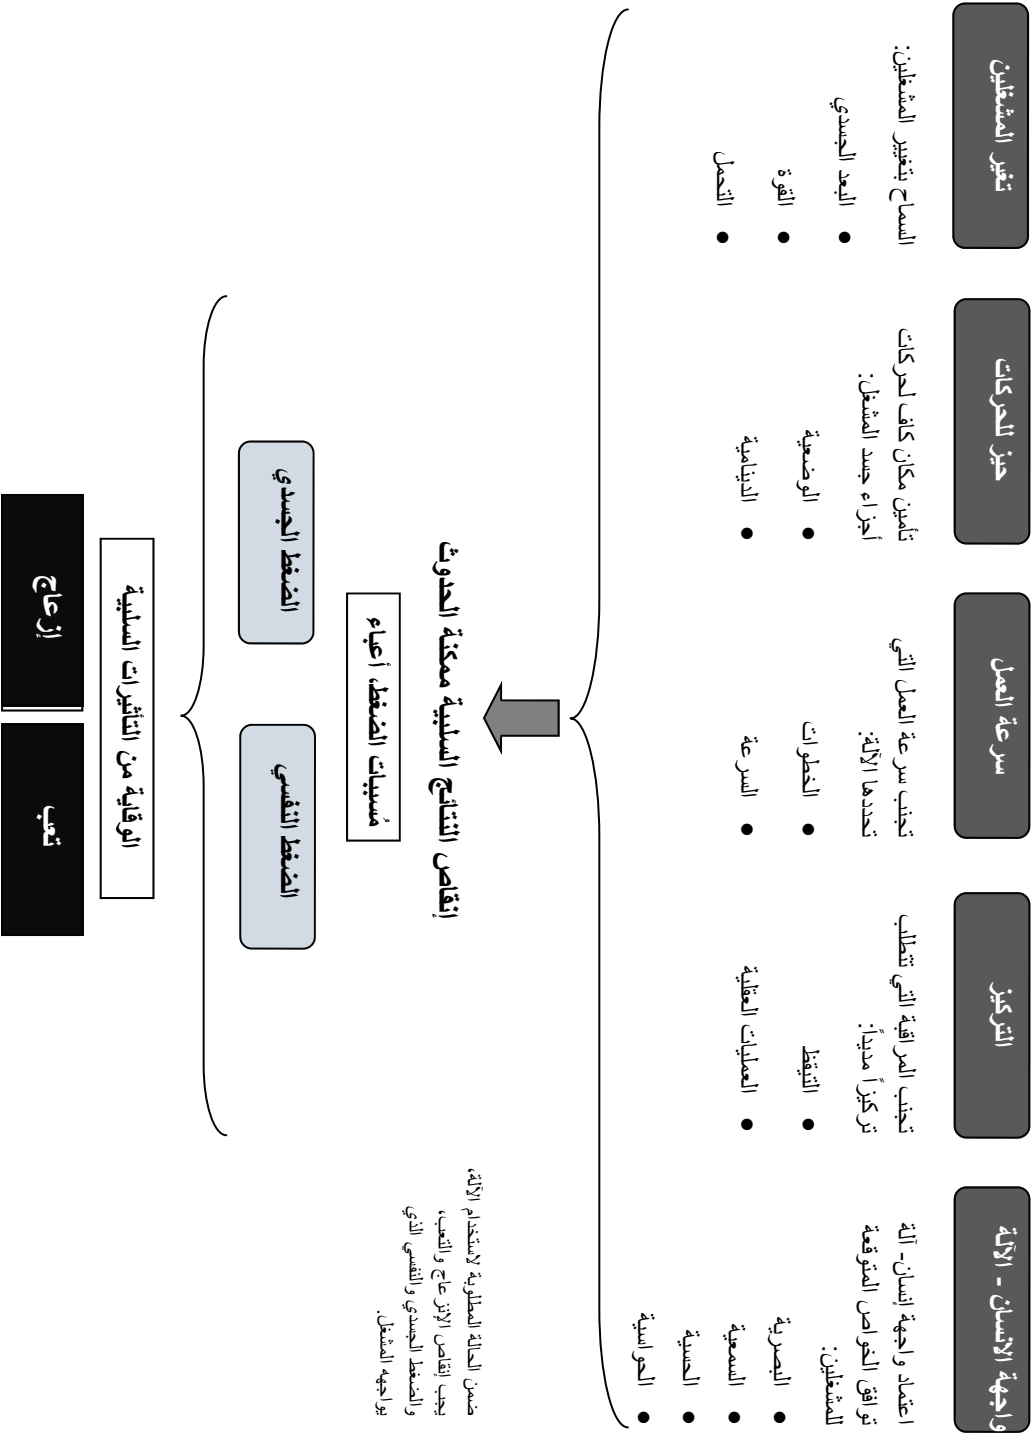 واجهة الانسان - الآلة
اعتماد واجهة إنسان- آلة
توافق الخواص المتوقعة
للمشغلين:
• البصرية
• السمعية
• الحسية
• الحواسية
التركيز
تجنب المراقبة التي تتطلب
تركيزاً مديداً:
• التيقظ
• العمليات العقلية
سرعة العمل
تجنب سرعة العمل التي
تحددها الآلة:
• الخطوات
• السرعة
حيز للحركات
تأمين مكان كاف لحركات
أجزاء جسد المشغل:
• الوضعية
• الدينامية
تغير المشغلين
السماح بتغيير المشغلين:
• البعد الجسدي
• القوة
• التحمل
إنقاص النتائج السلبية ممكنة الحدوث
مُسببات الضغط، أعباء
الضغط النفسي
الضغط الجسدي
الوقاية من التأثيرات السلبية
تعب
إزعاج
ضمن الحالة المطلوبة لاستخدام الآلة،
يجب إنقاص الإنزعاج والتعب،
والضغط الجسدي والنفسي الذي
يواجهه المشغل.